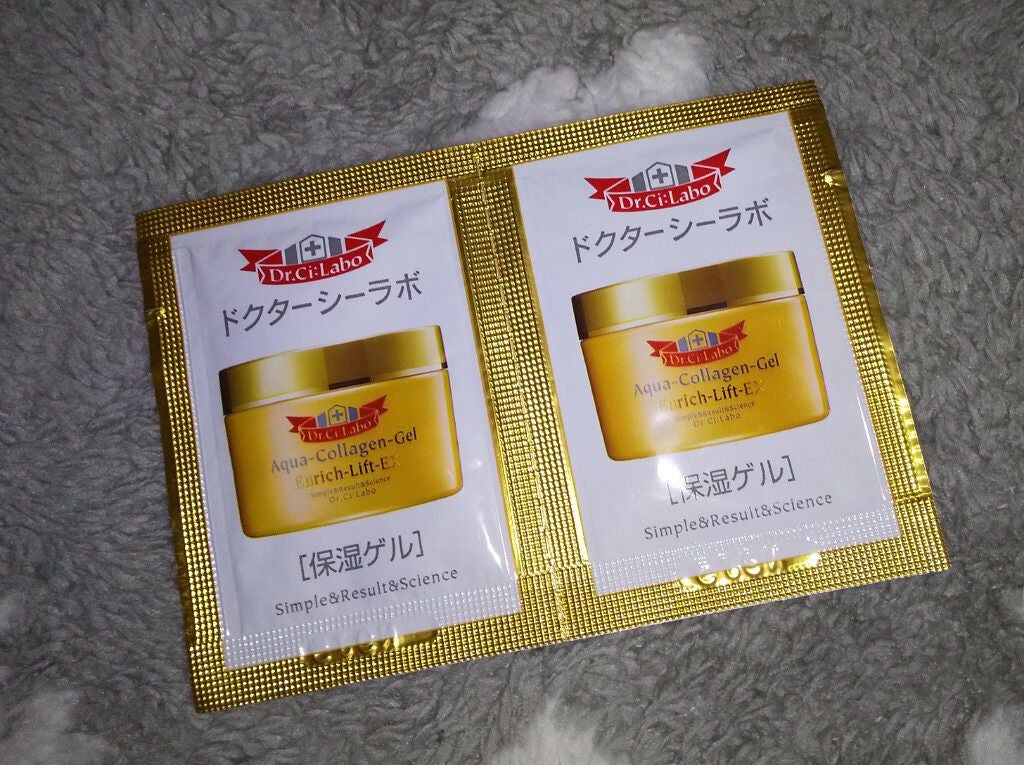 Dr.Ci:Labo
ドクターシーラボ
Dr.Ci:Labo
Aqua-Collagen-Gel
Enrich-Lift-EX
Simple&Result&Science
Dr.Ci:Labo
[保湿ゲル]
Simple&Result&Science
Dr.Ci:Labo
ドクターシーラボ
Dr.Ci:Labo
Aqua-Collagen-Gel
Enrich-Lift-EX
Simple&Result&Science
Dr.Ci:Labo
[保湿ゲル]
Simple&Result&Science